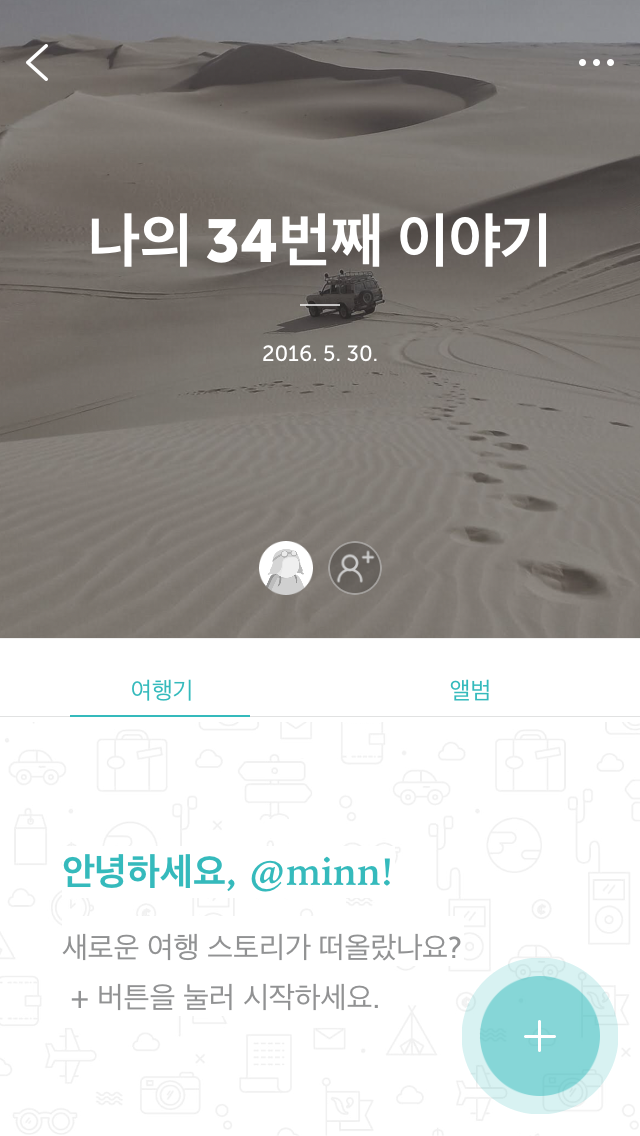 나의 34번째 이야기
2016. 5. 30.
여행기
앨범
안녕하세요, @minn!
새로운 여행 스토리가 떠올랐나요?
+ 버튼을 눌러 시작하세요.